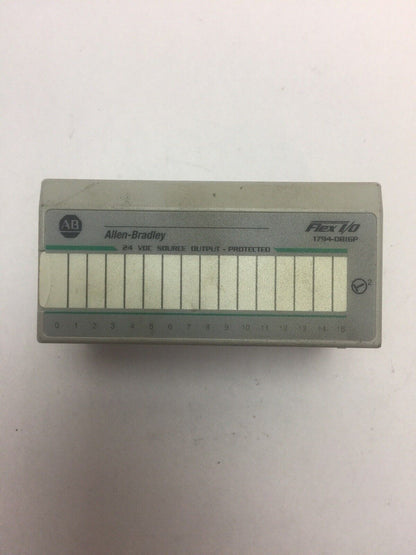 AB
Allen-Bradley
Flex I/O
1794-OB16P
24 VDC SOURCE OUTPUT - PROTECTED
2
0 1 2 3 4 5 6 7 8 9 10 11 12 13 14 15